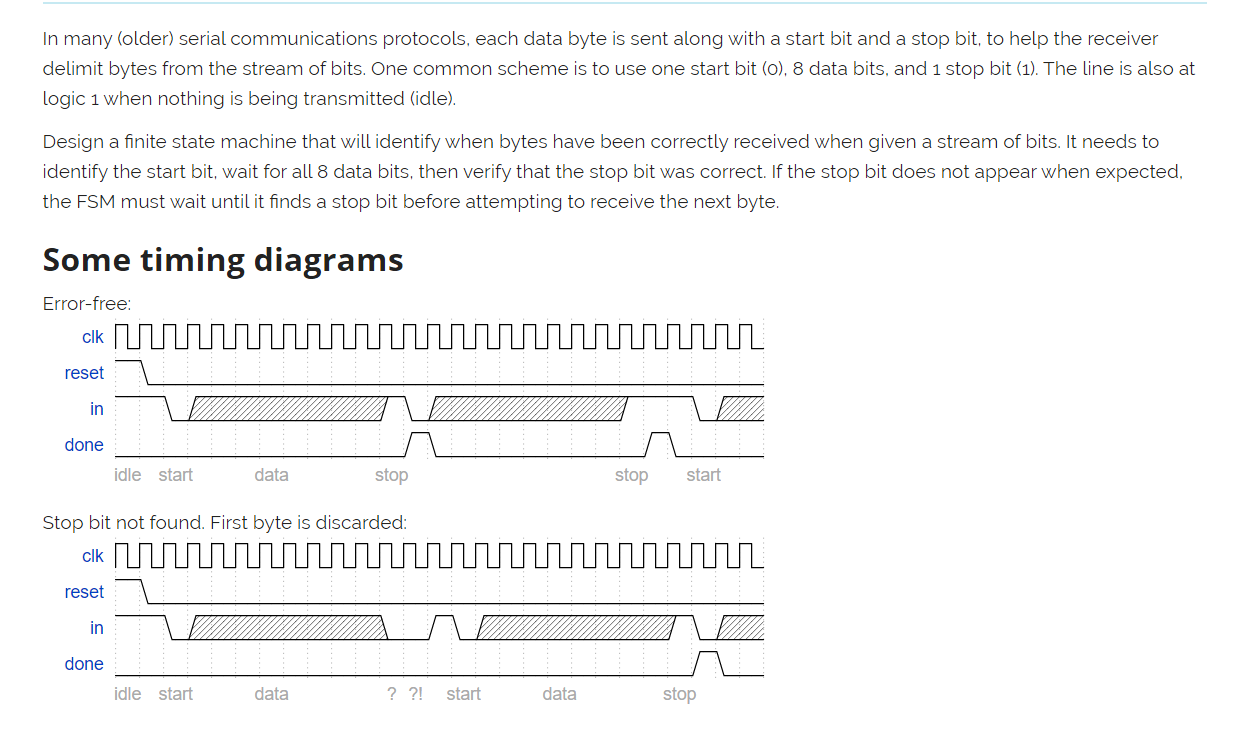 In many (older) serial communications protocols, each data byte is sent along with a start bit and a stop bit, to help the receiver
delimit bytes from the stream of bits. One common scheme is to use one start bit (0), 8 data bits, and 1 stop bit (1). The line is also at
logic 1 when nothing is being transmitted (idle).
Design a finite state machine that will identify when bytes have been correctly received when given a stream of bits. It needs to
identify the start bit, wait for all 8 data bits, then verify that the stop bit was correct. If the stop bit does not appear when expected,
the FSM must wait until it finds a stop bit before attempting to receive the next byte.
Some timing diagrams
Error-free:
clk
reset
in
done
idle start data stop stop start
Stop bit not found. First byte is discarded:
clk
reset
in
done
idle start data ? ?! start data stop